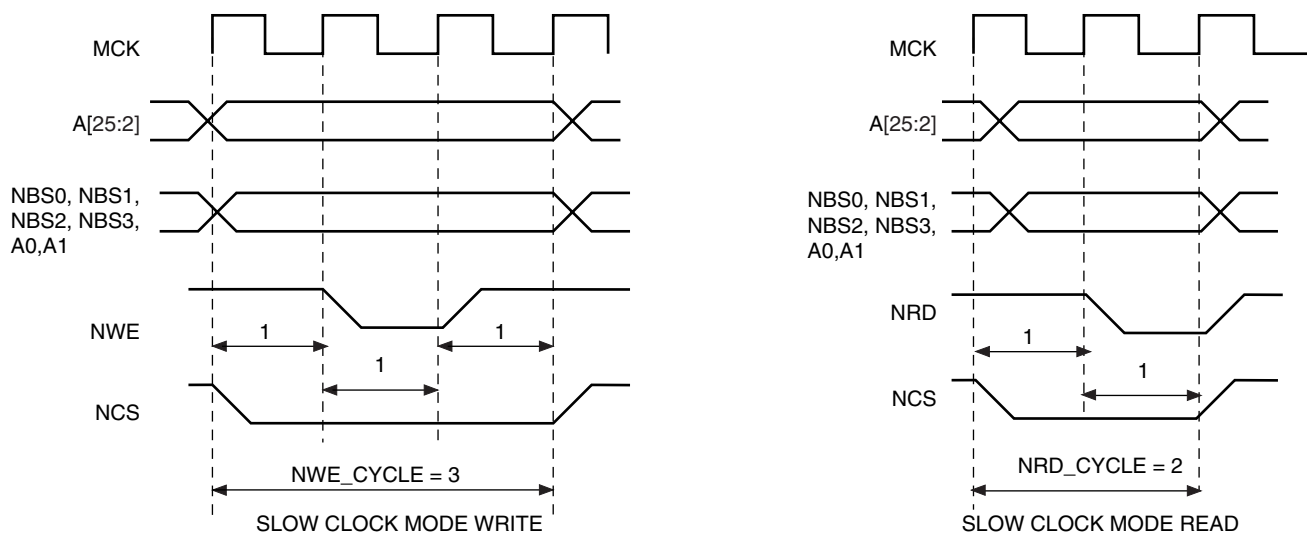 MCK
A[25:2]
NBS0, NBS1,
NBS2, NBS3,
A0,A1
NWE
1
1
1
NCS
NWE_CYCLE = 3
SLOW CLOCK MODE WRITE
MCK
A[25:2]
NBS0, NBS1,
NBS2, NBS3,
A0,A1
NRD
1
1
NCS
NRD_CYCLE = 2
SLOW CLOCK MODE READ